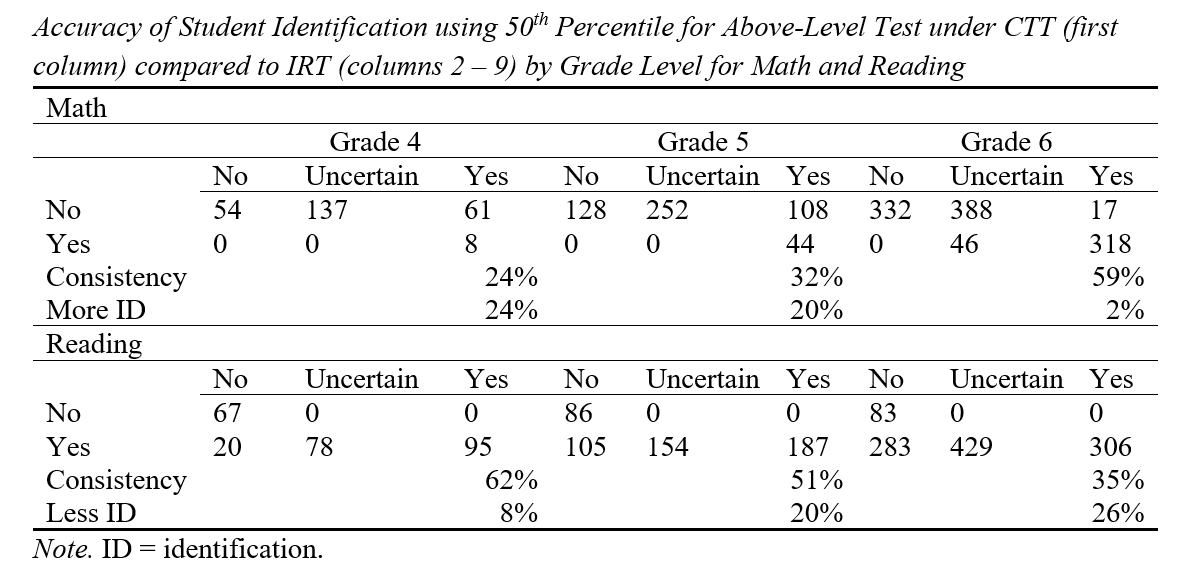 Accuracy of Student Identification using 50th Percentile for Above-Level Test under CTT (first
column) compared to IRT (columns 2 – 9) by Grade Level for Math and Reading
Math
Grade 4 Grade 5 Grade 6
No Uncertain Yes No Uncertain Yes No Uncertain Yes
No 54 137 61 128 252 108 332 388 17
Yes 0 0 8 0 0 44 0 46 318
Consistency 24% 32% 59%
More ID 24% 20% 2%
Reading
No Uncertain Yes No Uncertain Yes No Uncertain Yes
No 67 0 0 86 0 0 83 0 0
Yes 20 78 95 105 154 187 283 429 306
Consistency 62% 51% 35%
Less ID 8% 20% 26%
Note. ID = identification.